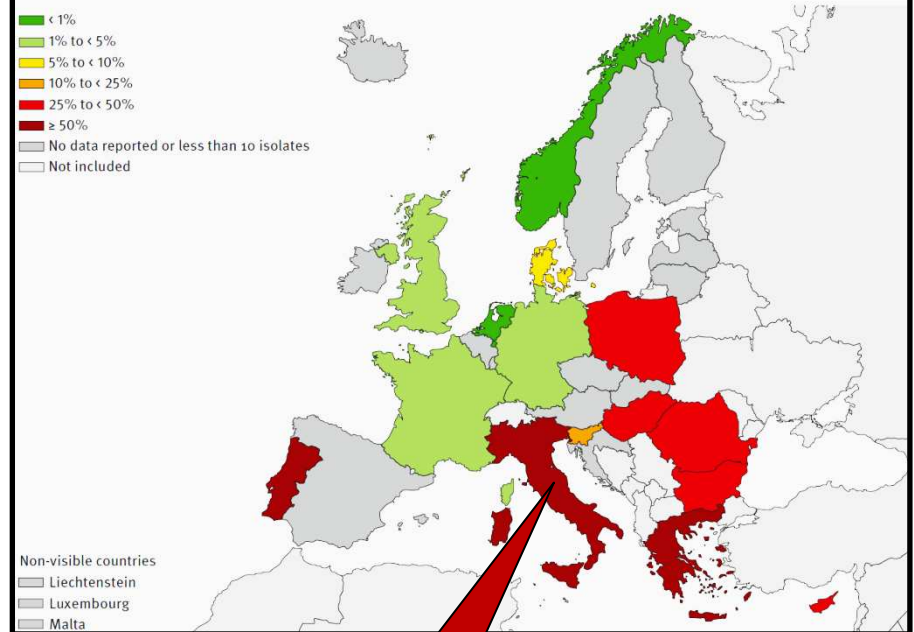 < 1%
1% to < 5%
5% to < 10%
10% to < 25%
25% to < 50%
≥ 50%
No data reported or less than 10 isolates
Not included
Non-visible countries
Liechtenstein
Luxembourg
Malta